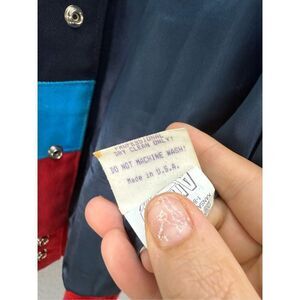 PROFESSIONAL
DRY CLEAN ONLY!
DO NOT MACHINE WASH!
Made in U.S.A.